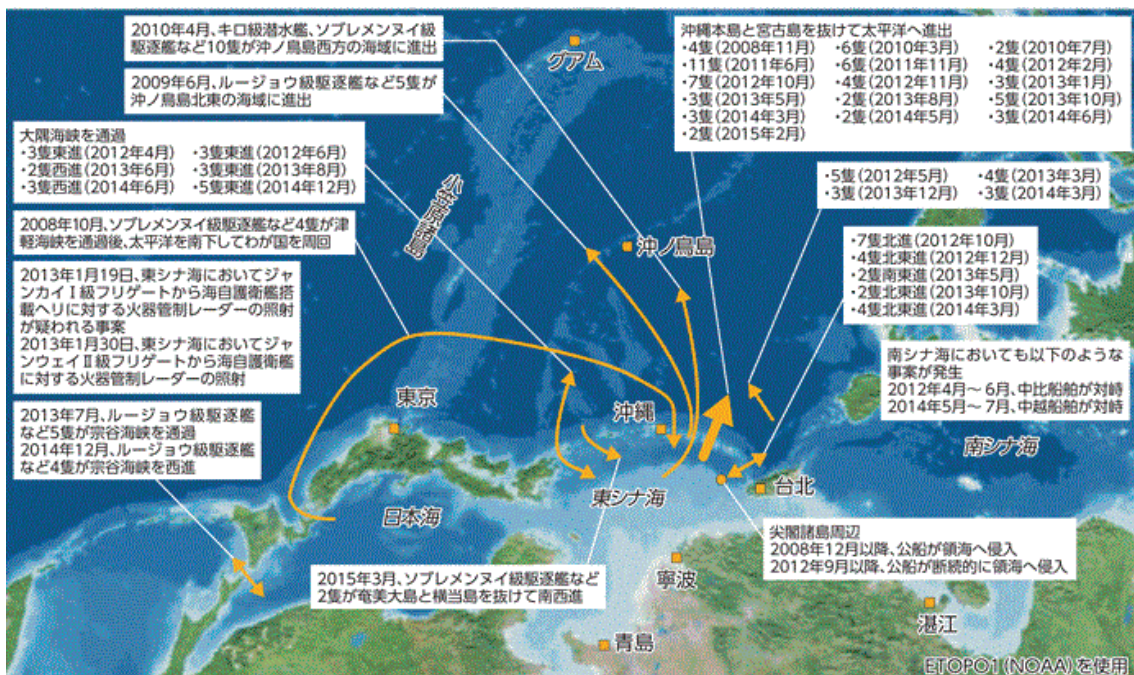 2010年4月、キロ級潜水艦、ソブレメンヌイ級
駆逐艦など10隻が沖ノ鳥島西方の海域に進出
2009年6月、ルージョウ級駆逐艦など5隻が
沖ノ鳥島北東の海域に進出
大隅海峡を通過
・3隻東進(2012年4月) ・3隻東進(2012年6月)
・2隻西進(2013年6月) ・3隻東進(2013年8月)
・3隻西進(2014年6月) ・5隻東進(2014年12月)
2008年10月、ソブレメンヌイ級駆逐艦など4隻が津
軽海峡を通過後、太平洋を南下してわが国を周回
2013年1月19日、東シナ海においてジャ
ンカイⅠ級フリゲートから海自護衛艦搭
載ヘリに対する火器管制レーダーの照射
が疑われる事案
2013年1月30日、東シナ海においてジャ
ンウェイⅡ級フリゲートから海自護衛艦
に対する火器管制レーダーの照射
2013年7月、ルージョウ級駆逐艦
など5隻が宗谷海峡を通過
2014年12月、ルージョウ級駆逐艦
など4隻が宗谷海峡を西進
グアム
小笠原諸島
沖ノ鳥島
東京
沖縄
日本海
東シナ海
台北
南シナ海
寧波
青島
湛江
沖縄本島と宮古島を抜けて太平洋へ進出
・4隻(2008年11月) ・6隻(2010年3月) ・2隻(2010年7月)
・11隻(2011年6月) ・6隻(2011年11月) ・4隻(2012年2月)
・7隻(2012年10月) ・4隻(2012年11月) ・3隻(2013年1月)
・3隻(2013年5月) ・2隻(2013年8月) ・5隻(2013年10月)
・3隻(2014年3月) ・2隻(2014年5月) ・3隻(2014年6月)
・2隻(2015年2月)
・5隻(2012年5月) ・4隻(2013年3月)
・3隻(2013年12月) ・3隻(2014年3月)
・7隻北進(2012年10月)
・4隻北東進(2012年12月)
・2隻南東進(2013年5月)
・2隻北東進(2013年10月)
・4隻北東進(2014年3月)
南シナ海においても以下のような
事案が発生
2012年4月～6月、中比船舶が対峙
2014年5月～7月、中越船舶が対峙
尖閣諸島周辺
2008年12月以降、公船が領海へ侵入
2012年9月以降、公船が断続的に領海へ侵入
2015年3月、ソブレメンヌイ級駆逐艦など
2隻が奄美大島と横当島を抜けて南西進
ETOPO1(NOAA)を使用